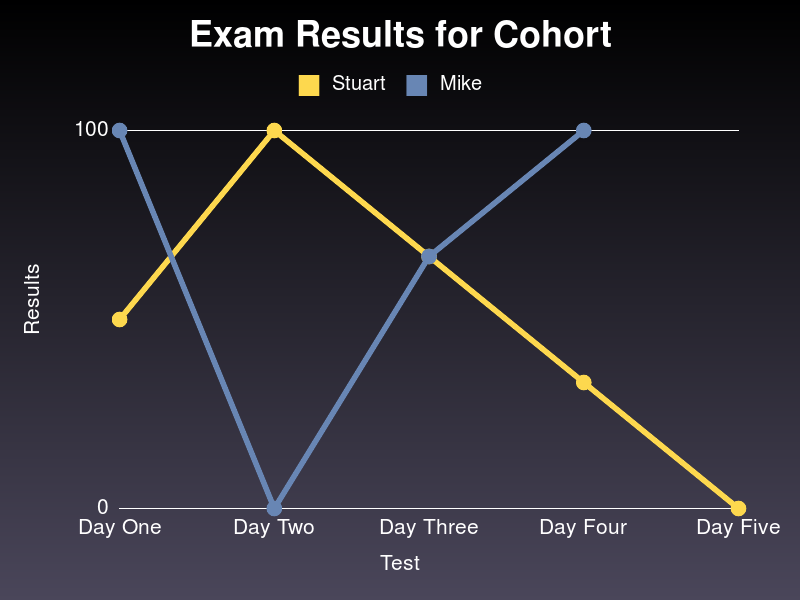 Exam Results for Cohort
Stuart Mike
100
Results
0
Day One Day Two Day Three Day Four Day Five
Test